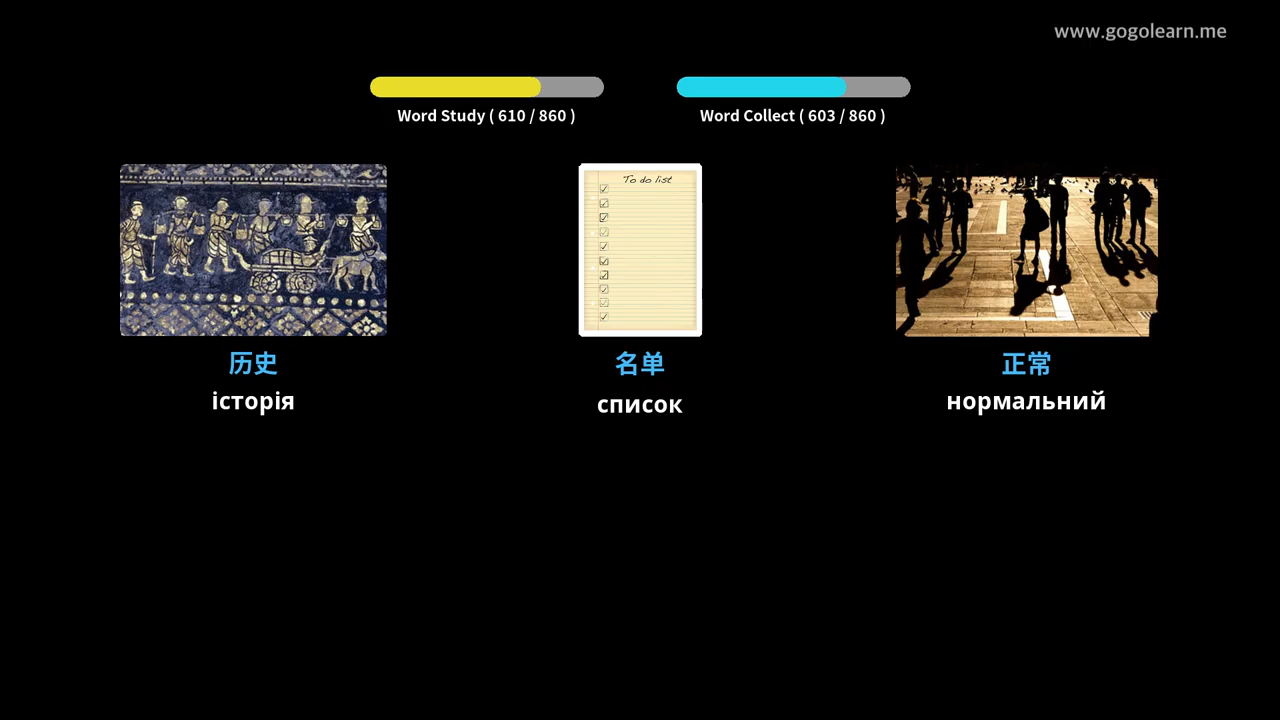 www.gogolearn.me
Word Study ( 610 / 860 )
Word Collect ( 603 / 860 )
To do list
历史
名单
正常
історія
список
нормальний